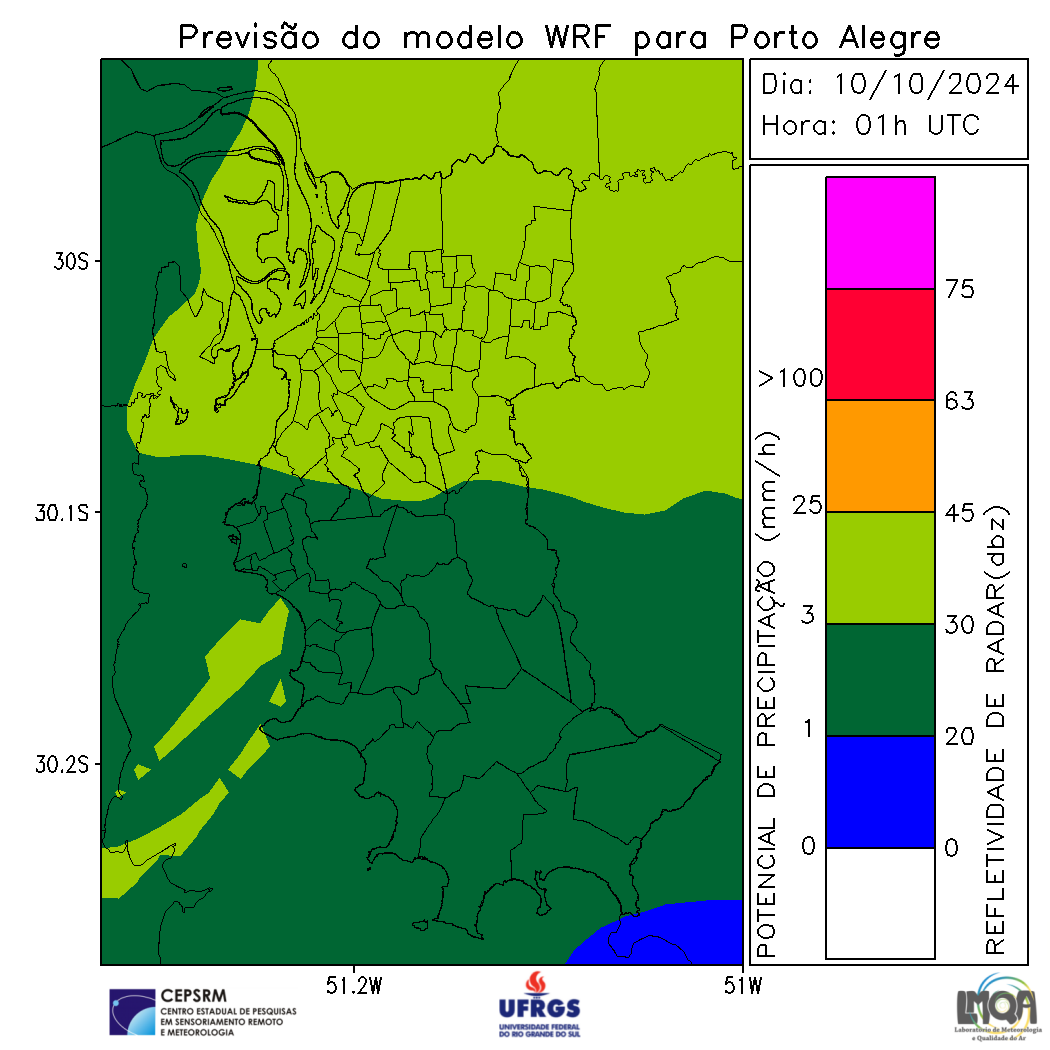 Previsão do modelo WRF para Porto Alegre
Dia: 10/10/2024
Hora: 01h UTC
30S
30.1S
30.2S
51.2W
51W
POTENCIAL DE PRECIPITAÇÃO (mm/h)
>100
25
3
1
0
75
63
45
30
20
0
REFLETIVIDADE DE RADAR(dbz)
CEPSRM
CENTRO ESTADUAL DE PESQUISAS
EM SENSORIAMENTO REMOTO
E METEOROLOGIA
UFRGS
UNIVERSIDADE FEDERAL
DO RIO GRANDE DO SUL
LMQA
Laboratório de Meteorologia
e Qualidade do Ar